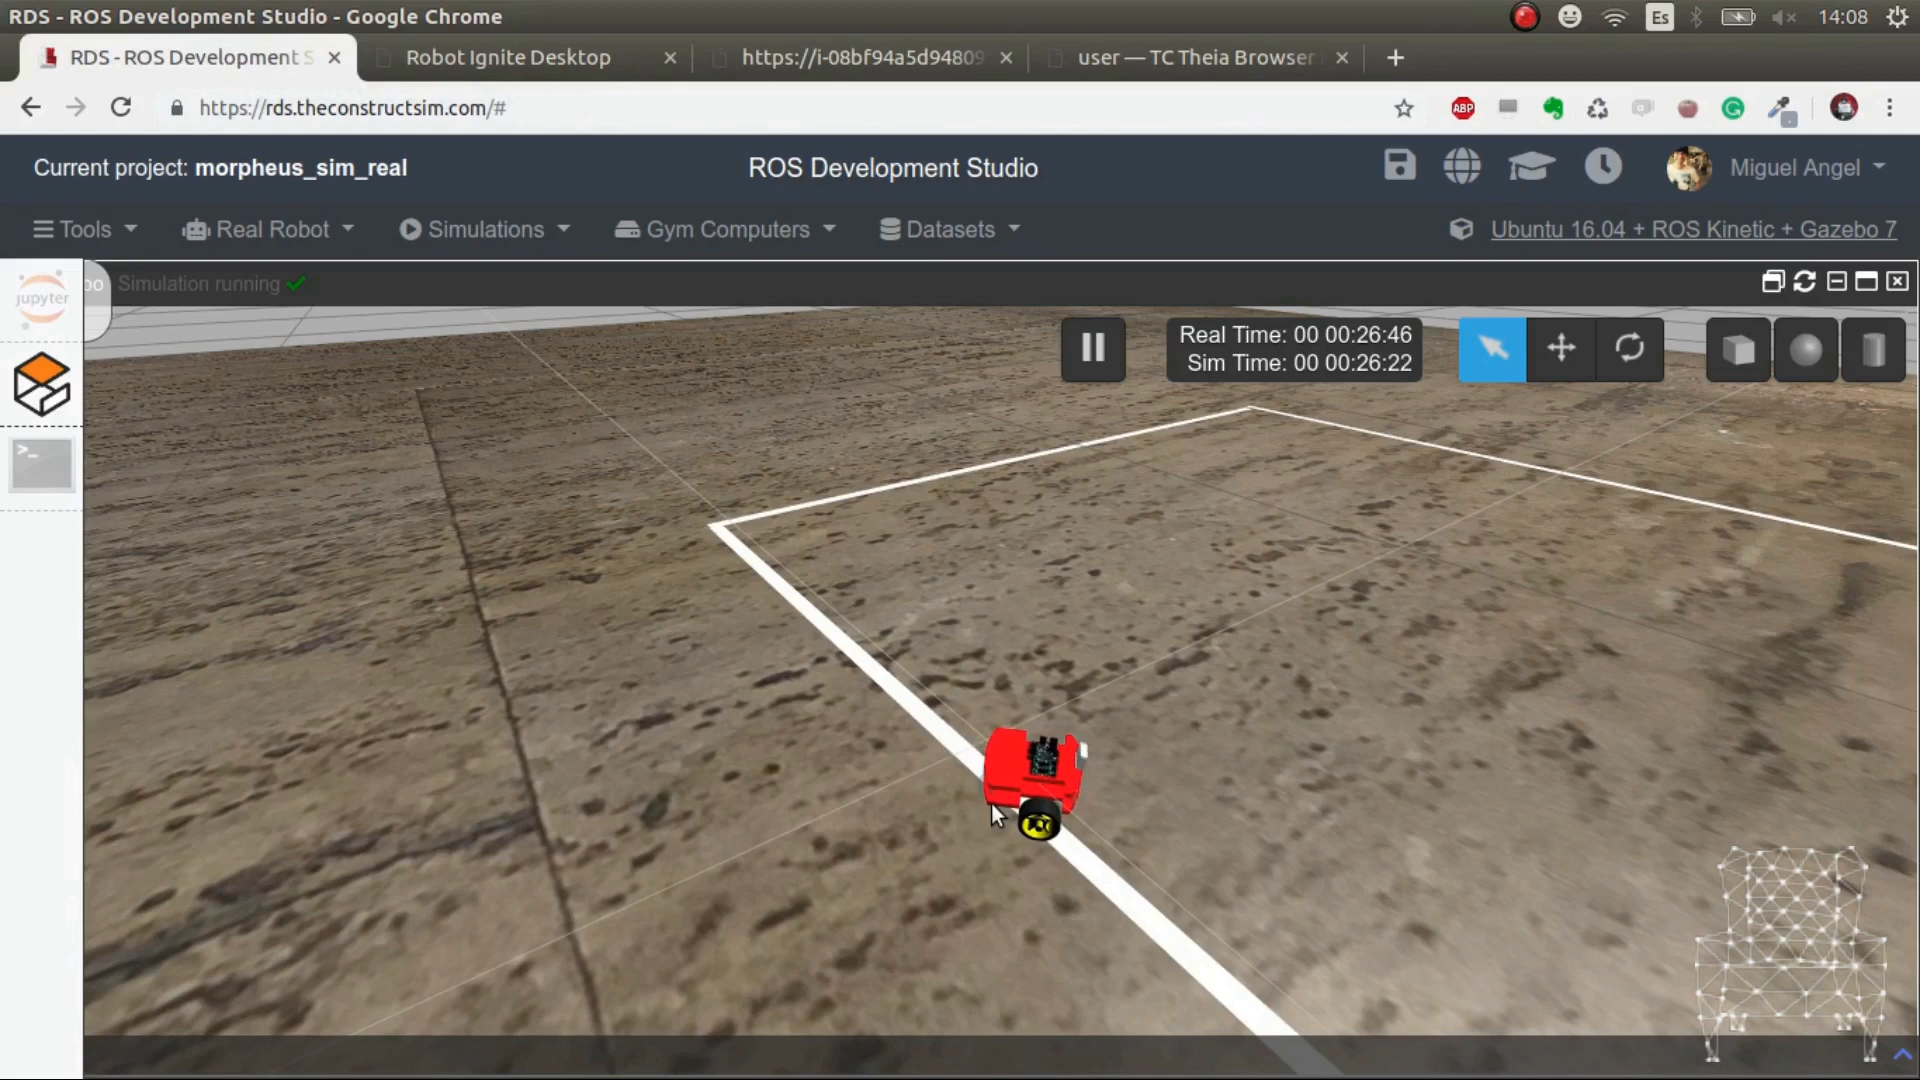 RDS - ROS Development Studio - Google Chrome
Es
14:08
RDS - ROS Development S
Robot Ignite Desktop
https://i-08bf94a5d94809
user — TC Theia Browser
https://rds.theconstructsim.com/#
ABP
Current project: morpheus_sim_real
ROS Development Studio
Miguel Angel
Tools
Real Robot
Simulations
Gym Computers
Datasets
Ubuntu 16.04 + ROS Kinetic + Gazebo 7
jupyter
bo
Simulation running
Real Time: 00 00:26:46
Sim Time: 00 00:26:22
>_